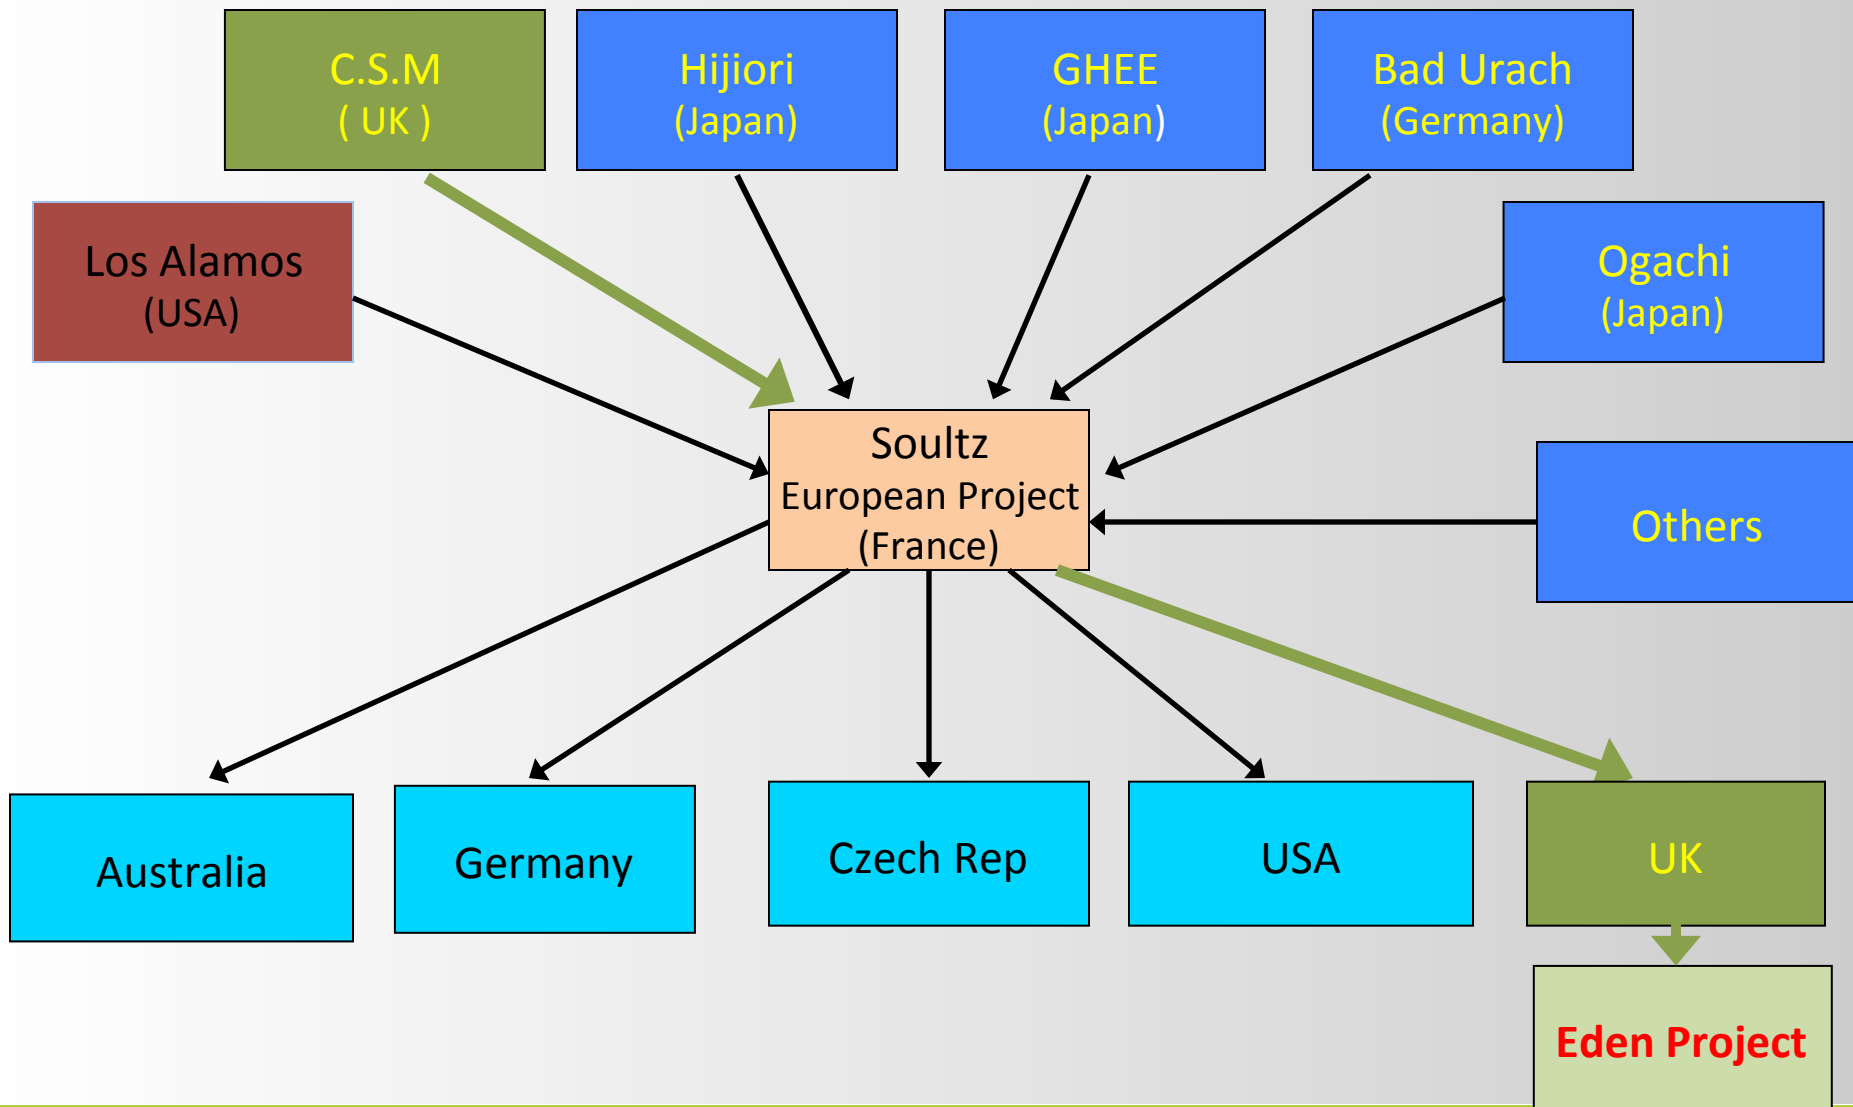 C.S.M
( UK )
Hijiori
(Japan)
GHEE
(Japan)
Bad Urach
(Germany)
Los Alamos
(USA)
Ogachi
(Japan)
Soultz
European Project
(France)
Others
Australia
Germany
Czech Rep
USA
UK
Eden Project